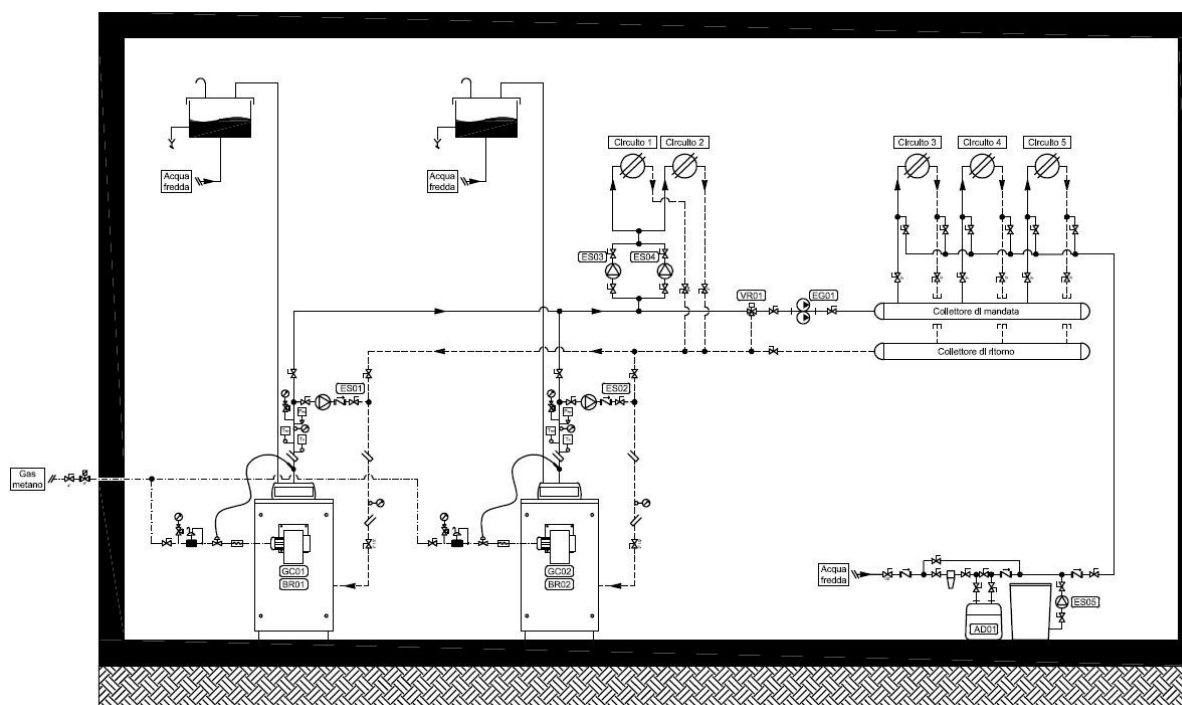 Circuito 1
Circuito 2
Circuito 3
Circuito 4
Circuito 5
Acqua
fredda
Acqua
fredda
ES03
ES04
VR01
EG01
Collettore di mandata
Collettore di ritorno
ES01
ES02
Gas
metano
GC01
BR01
GC02
BR02
Acqua
fredda
ES05
AD01